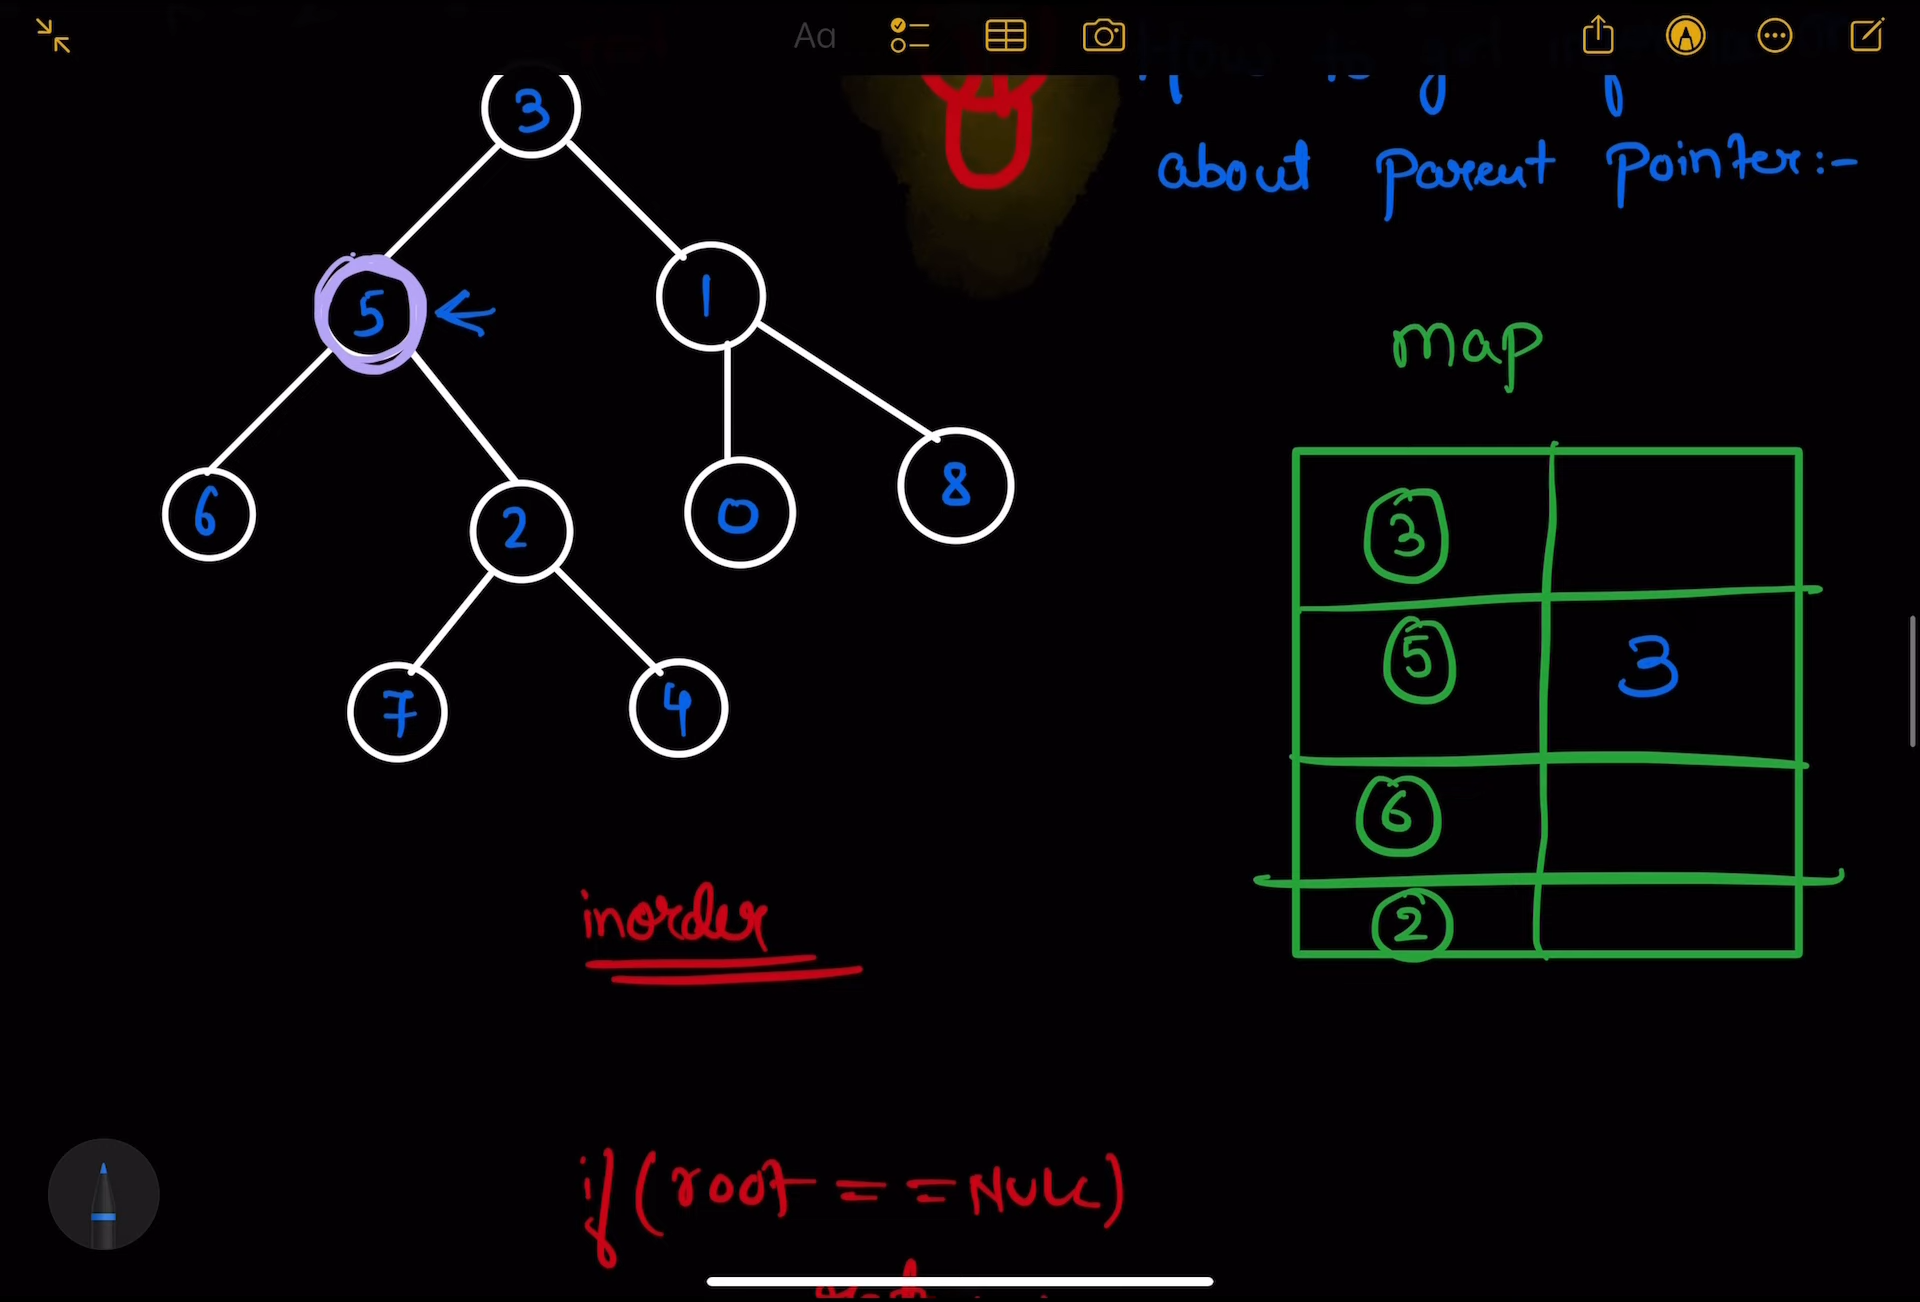 Aa
3
about parent pointer:-
5 ←
1
map
6
2
0
8
3
5 3
7
4
6
2
inorder
if (root == NULL)